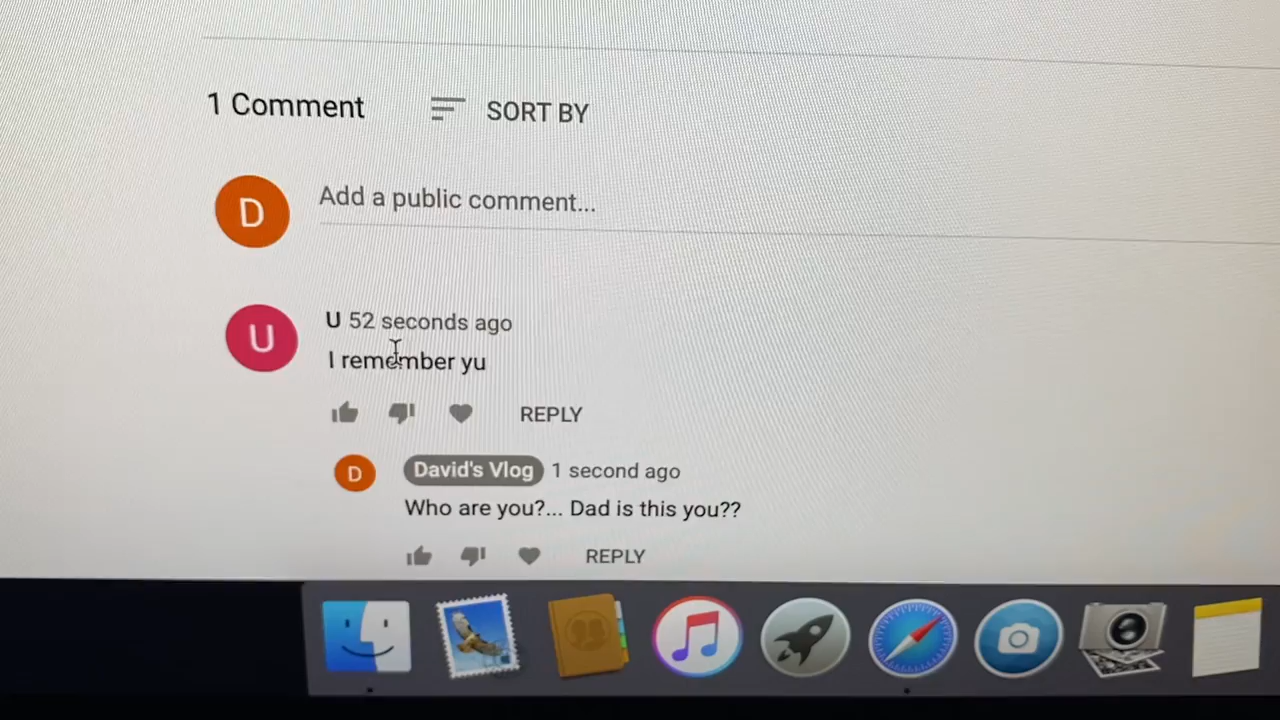 1 Comment SORT BY
D Add a public comment...
U U 52 seconds ago
I remember yu
REPLY
D David's Vlog 1 second ago
Who are you?... Dad is this you??
REPLY